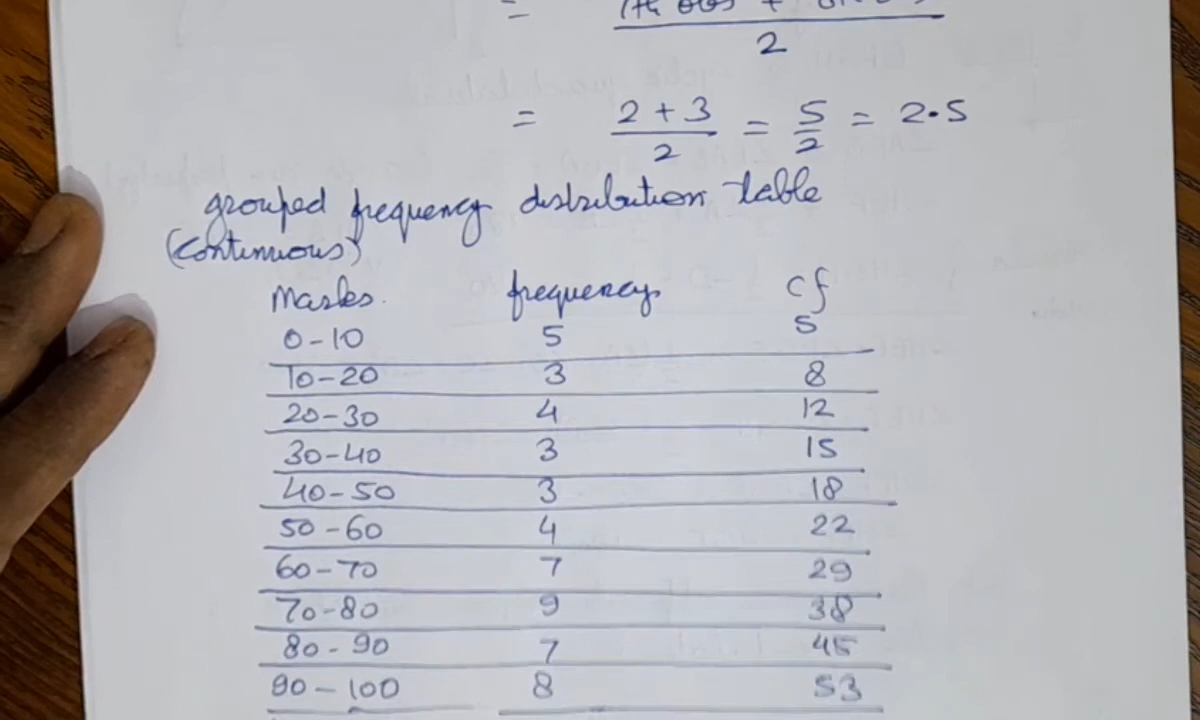 =
2
= 2 + 3 / 2 = 5 / 2 = 2.5
grouped frequency distribution table
(continuous)
Marks. frequency cf
0-10 5 5
10-20 3 8
20-30 4 12
30-40 3 15
40-50 3 18
50-60 4 22
60-70 7 29
70-80 9 38
80-90 7 45
90-100 8 53